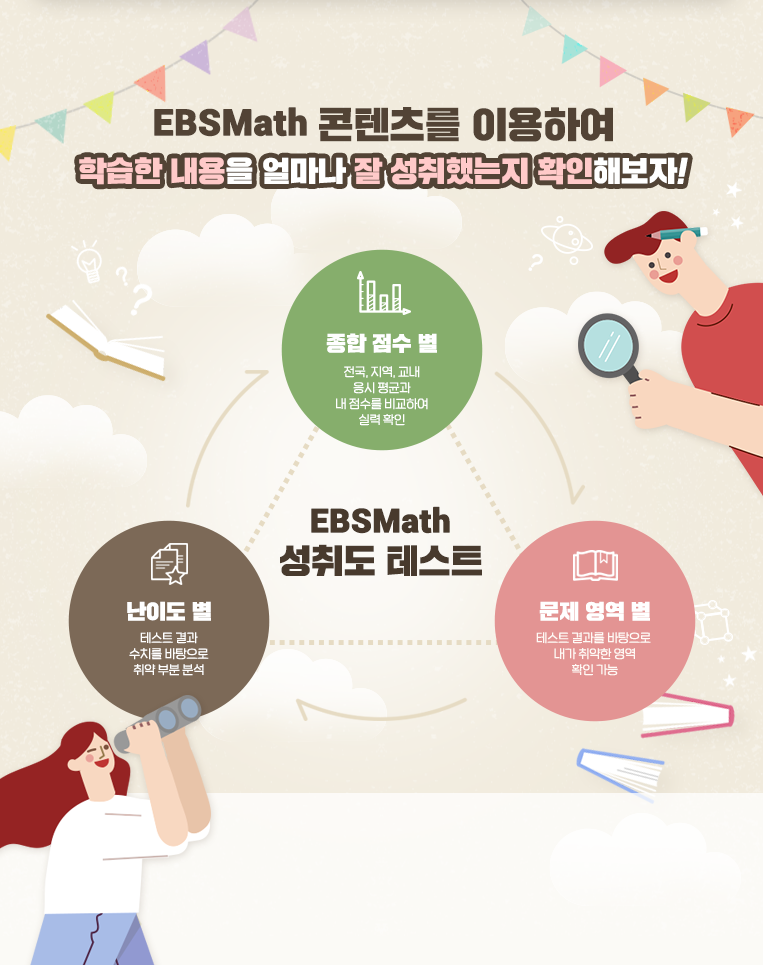 EBSMath 콘텐츠를 이용하여
학습한 내용을 얼마나 잘 성취했는지 확인해보자!
종합 점수 별
전국, 지역, 교내
응시 평균과
내 점수를 비교하여
실력 확인
EBSMath
성취도 테스트
난이도 별
테스트 결과
수치를 바탕으로
취약 부분 분석
문제 영역 별
테스트 결과를 바탕으로
내가 취약한 영역
확인 가능